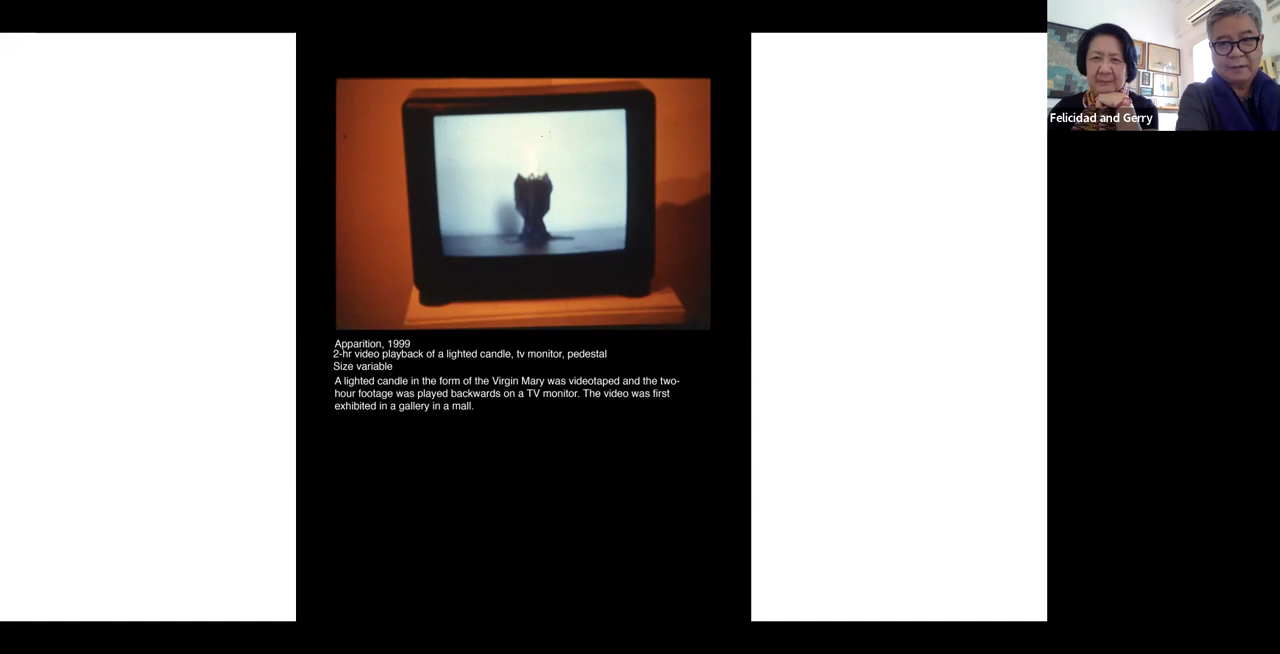 Felicidad and Gerry
Apparition, 1999
2-hr video playback of a lighted candle, tv monitor, pedestal
Size variable
A lighted candle in the form of the Virgin Mary was videotaped and the two-
hour footage was played backwards on a TV monitor. The video was first
exhibited in a gallery in a mall.